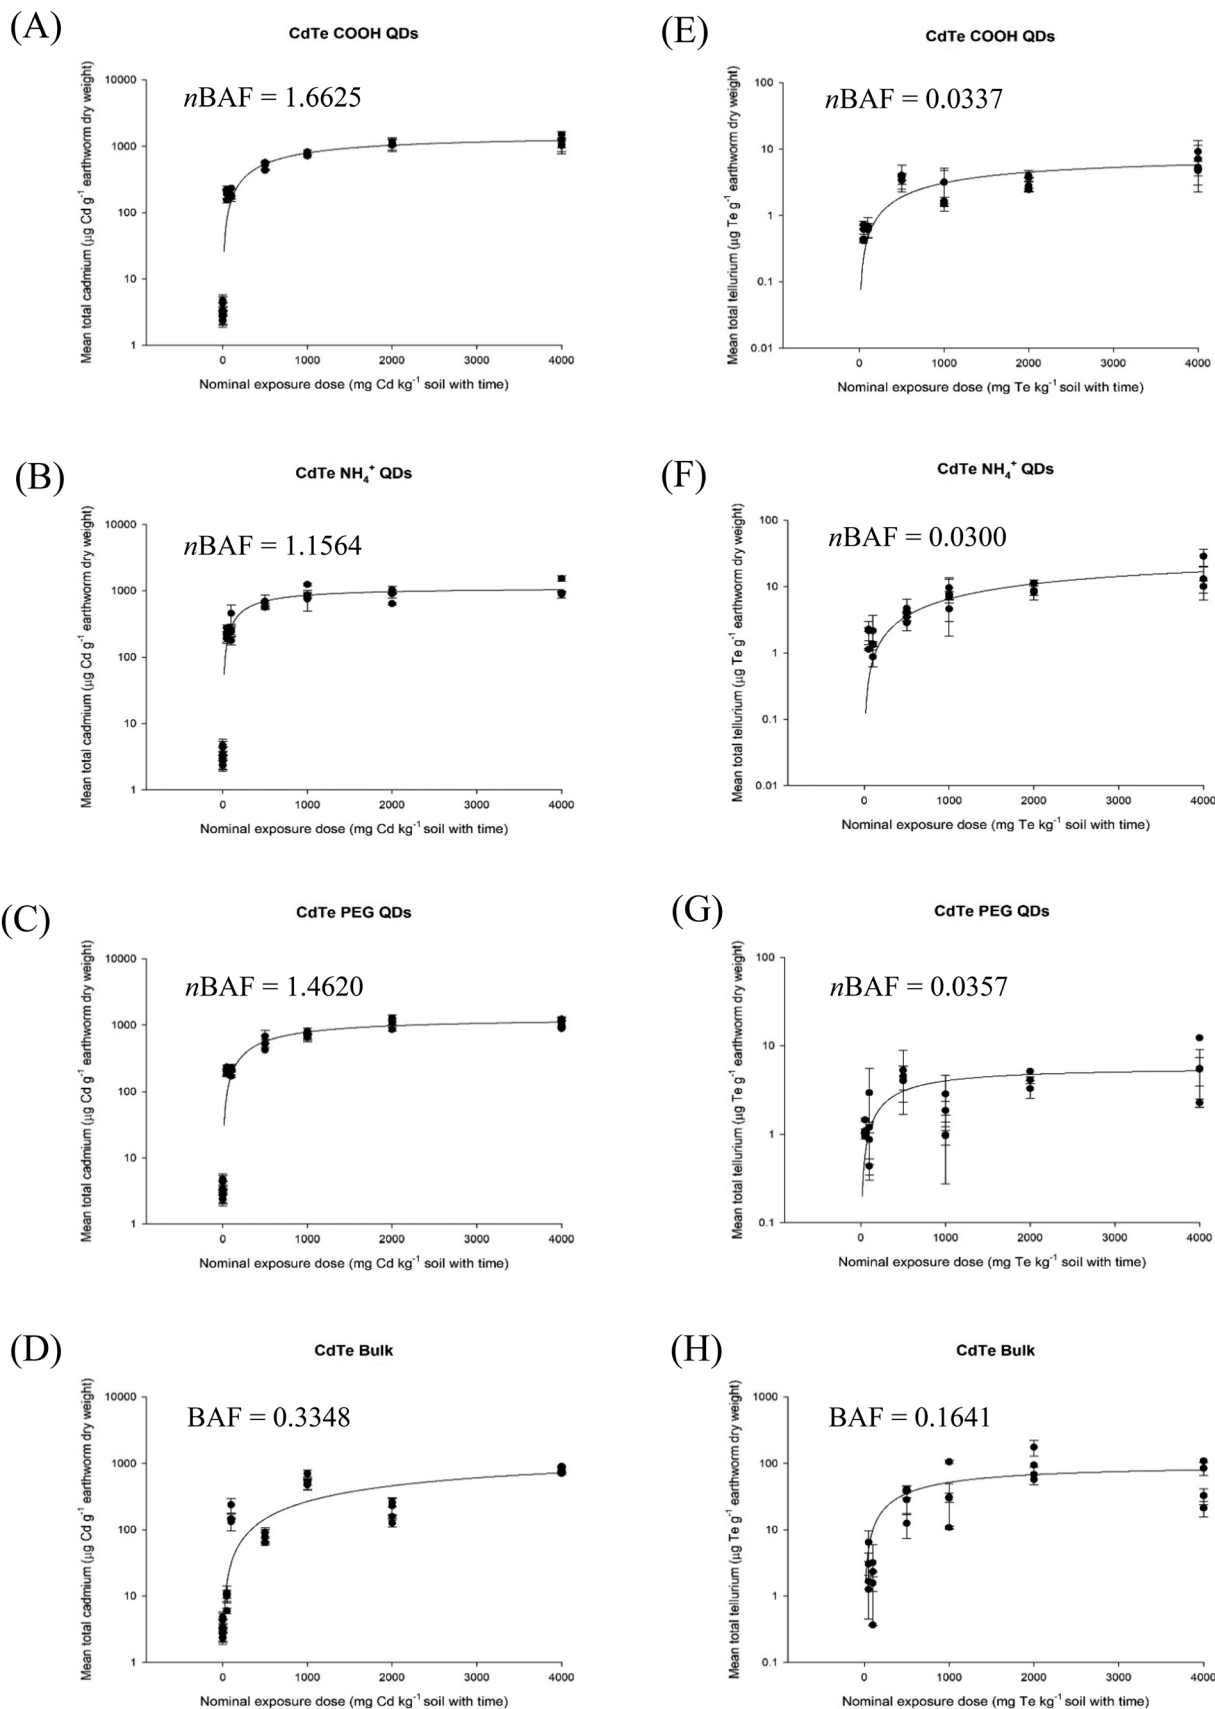 (A)
CdTe COOH QDs
nBAF = 1.6625
Mean total cadmium (µg Cd g⁻¹ earthworm dry weight)
10000
1000
100
10
1
0 1000 2000 3000 4000
Nominal exposure dose (mg Cd kg⁻¹ soil with time)
(E)
CdTe COOH QDs
nBAF = 0.0337
Mean total tellurium (µg Te g⁻¹ earthworm dry weight)
100
10
1
0.1
0.01
0 1000 2000 3000 4000
Nominal exposure dose (mg Te kg⁻¹ soil with time)
(B)
CdTe NH₄⁺ QDs
nBAF = 1.1564
Mean total cadmium (µg Cd g⁻¹ earthworm dry weight)
10000
1000
100
10
1
0 1000 2000 3000 4000
Nominal exposure dose (mg Cd kg⁻¹ soil with time)
(F)
CdTe NH₄⁺ QDs
nBAF = 0.0300
Mean total tellurium (µg Te g⁻¹ earthworm dry weight)
100
10
1
0.1
0.01
0 1000 2000 3000 4000
Nominal exposure dose (mg Te kg⁻¹ soil with time)
(C)
CdTe PEG QDs
nBAF = 1.4620
Mean total cadmium (µg Cd g⁻¹ earthworm dry weight)
10000
1000
100
10
1
0 1000 2000 3000 4000
Nominal exposure dose (mg Cd kg⁻¹ soil with time)
(G)
CdTe PEG QDs
nBAF = 0.0357
Mean total tellurium (µg Te g⁻¹ earthworm dry weight)
100
10
1
0.1
0 1000 2000 3000 4000
Nominal exposure dose (mg Te kg⁻¹ soil with time)
(D)
CdTe Bulk
BAF = 0.3348
Mean total cadmium (µg Cd g⁻¹ earthworm dry weight)
10000
1000
100
10
1
0 1000 2000 3000 4000
Nominal exposure dose (mg Cd kg⁻¹ soil with time)
(H)
CdTe Bulk
BAF = 0.1641
Mean total tellurium (µg Te g⁻¹ earthworm dry weight)
1000
100
10
1
0.1
0 1000 2000 3000 4000
Nominal exposure dose (mg Te kg⁻¹ soil with time)